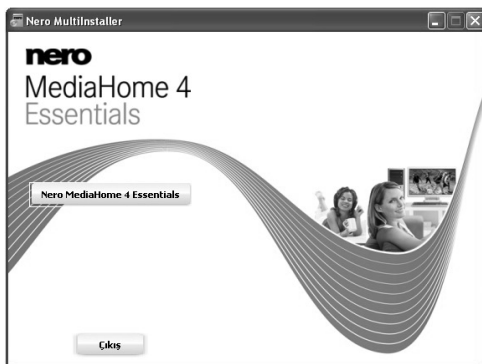 Nero MultiInstaller
nero
MediaHome 4
Essentials
Nero MediaHome 4 Essentials
Çıkış